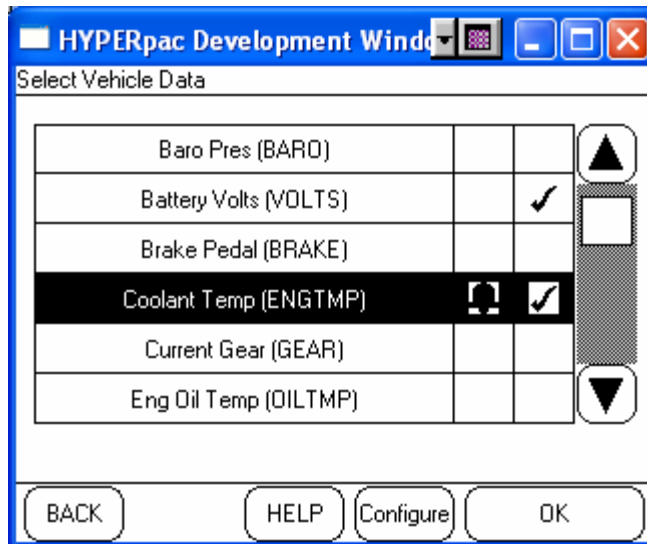 HYPERpac Development Windo
Select Vehicle Data
Baro Pres (BARO)
Battery Volts (VOLTS)
Brake Pedal (BRAKE)
Coolant Temp (ENGTMP)
Current Gear (GEAR)
Eng Oil Temp (OILTMP)
BACK HELP Configure OK